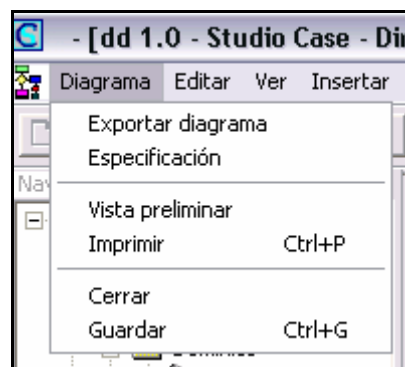 - [dd 1.0 - Studio Case - Di
Diagrama Editar Ver Insertar
Exportar diagrama
Especificación
Nav
Vista preliminar
Imprimir Ctrl+P
Cerrar
Guardar Ctrl+G